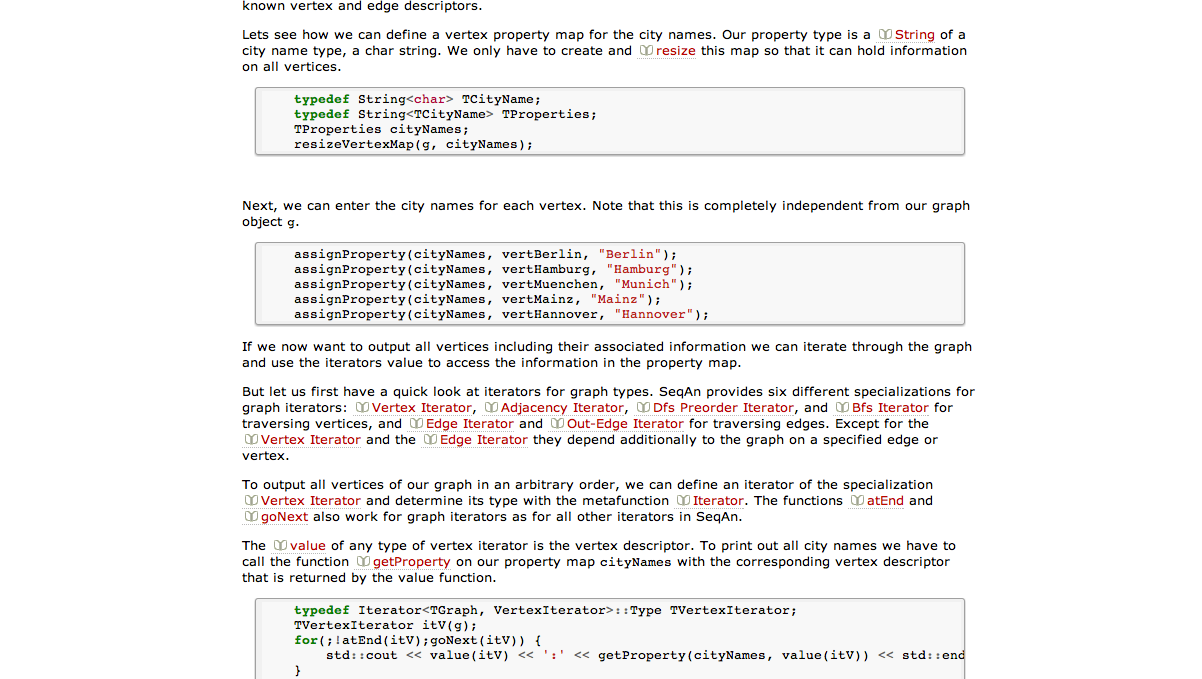 known vertex and edge descriptors.
Lets see how we can define a vertex property map for the city names. Our property type is a String of a
city name type, a char string. We only have to create and resize this map so that it can hold information
on all vertices.
typedef String<char> TCityName;
typedef String<TCityName> TProperties;
TProperties cityNames;
resizeVertexMap(g, cityNames);
Next, we can enter the city names for each vertex. Note that this is completely independent from our graph
object g.
assignProperty(cityNames, vertBerlin, "Berlin");
assignProperty(cityNames, vertHamburg, "Hamburg");
assignProperty(cityNames, vertMuenchen, "Munich");
assignProperty(cityNames, vertMainz, "Mainz");
assignProperty(cityNames, vertHannover, "Hannover");
If we now want to output all vertices including their associated information we can iterate through the graph
and use the iterators value to access the information in the property map.
But let us first have a quick look at iterators for graph types. SeqAn provides six different specializations for
graph iterators: Vertex Iterator, Adjacency Iterator, Dfs Preorder Iterator, and Bfs Iterator for
traversing vertices, and Edge Iterator and Out-Edge Iterator for traversing edges. Except for the
Vertex Iterator and the Edge Iterator they depend additionally to the graph on a specified edge or
vertex.
To output all vertices of our graph in an arbitrary order, we can define an iterator of the specialization
Vertex Iterator and determine its type with the metafunction Iterator. The functions atEnd and
goNext also work for graph iterators as for all other iterators in SeqAn.
The value of any type of vertex iterator is the vertex descriptor. To print out all city names we have to
call the function getProperty on our property map cityNames with the corresponding vertex descriptor
that is returned by the value function.
typedef Iterator<TGraph, VertexIterator>::Type TVertexIterator;
TVertexIterator itV(g);
for(;!atEnd(itV);goNext(itV)) {
std::cout << value(itV) << ':' << getProperty(cityNames, value(itV)) << std::end
}